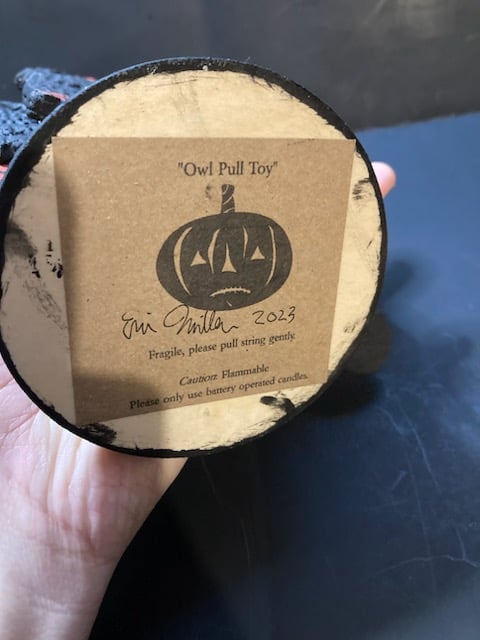 "Owl Pull Toy"
2023
Fragile, please pull string gently.
Caution: Flammable
Please only use battery operated candles.